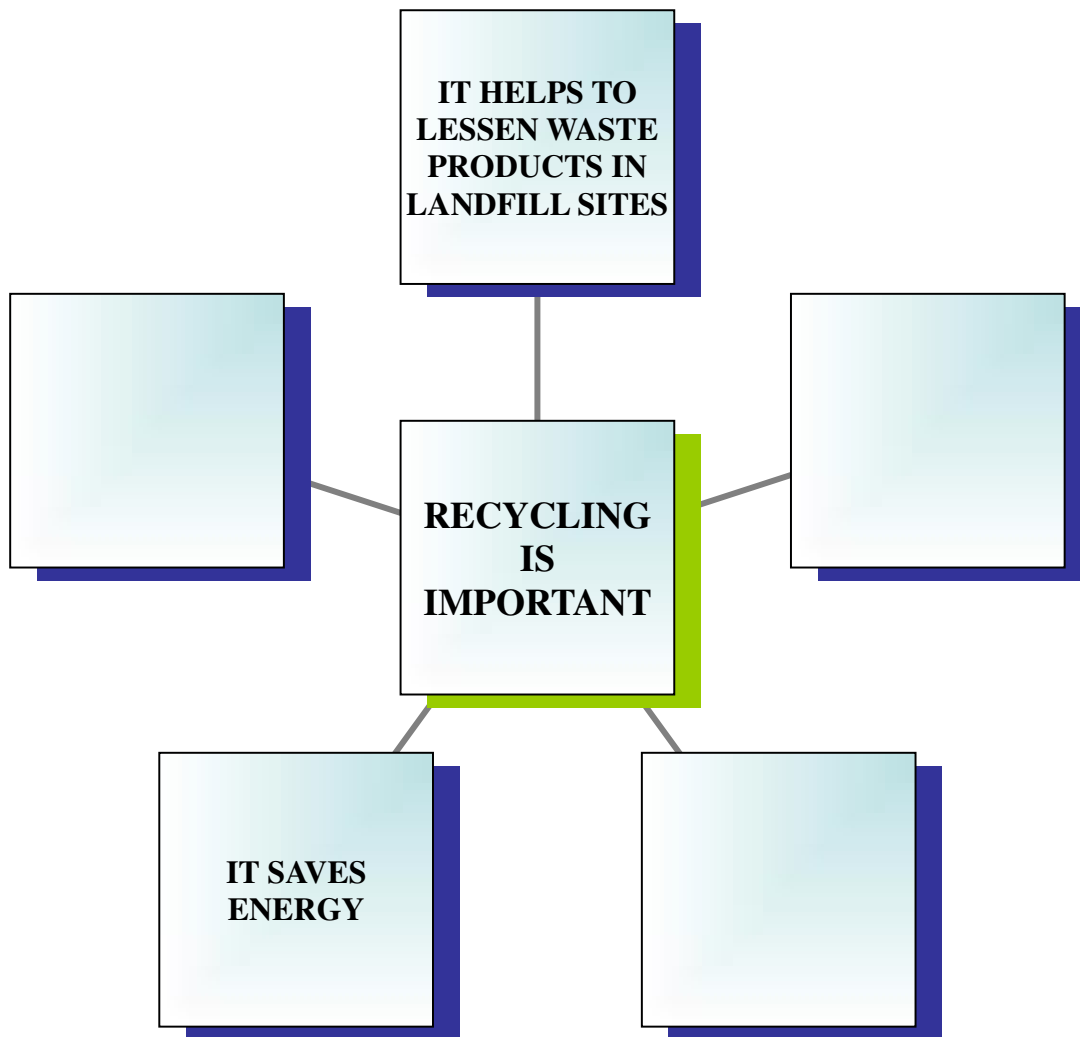 IT HELPS TO
LESSEN WASTE
PRODUCTS IN
LANDFILL SITES
RECYCLING
IS
IMPORTANT
IT SAVES
ENERGY